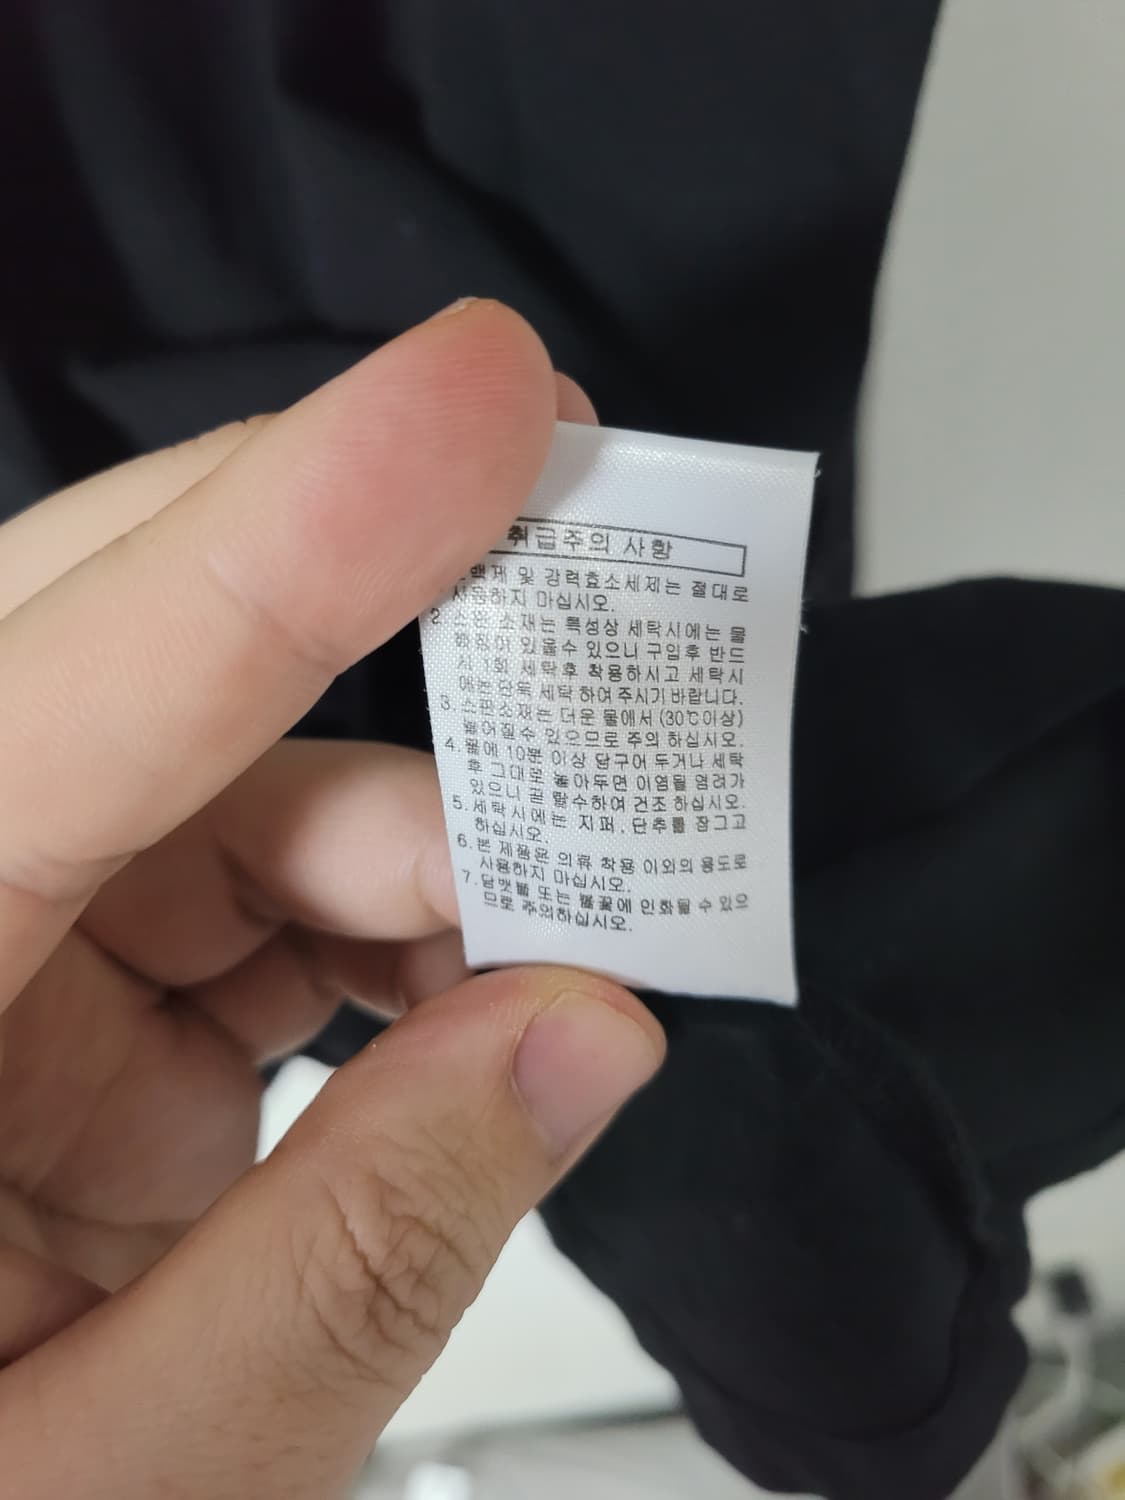 취급주의 사항
표백제 및 강력효소세제는 절대로
사용하지 마십시오.
2. 스판 소재는 특성상 세탁시에는 물
빠짐이 있을수 있으니 구입후 반드
시 1회 세탁후 착용하시고 세탁시
에는 단독 세탁 하여 주시기 바랍니다.
3. 스판소재는 더운 물에서 (30℃이상)
늘어질수 있으므로 주의 하십시오.
4. 물에 10분 이상 담구어 두거나 세탁
후 그대로 놓아두면 이염될 염려가
있으니 곧 탈수하여 건조 하십시오.
5. 세탁시에는 지퍼, 단추를 잠그고
하십시오.
6. 본 제품은 의류 착용 이외의 용도로
사용하지 마십시오.
7. 담뱃불 또는 불꽃에 인화될 수 있으
므로 주의하십시오.